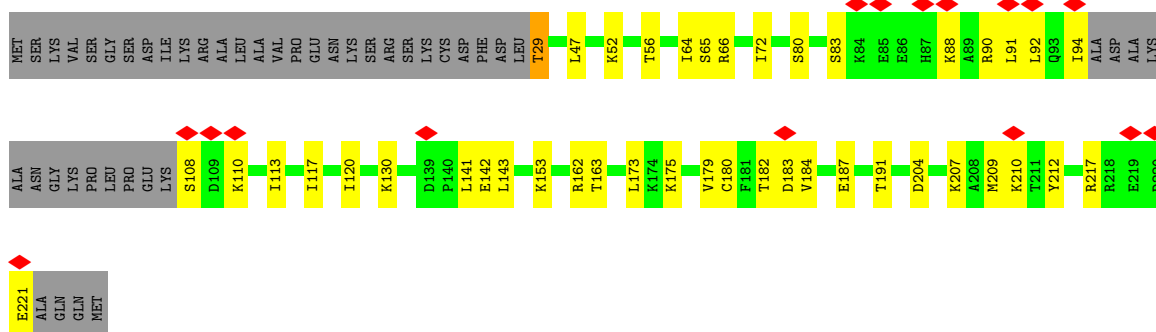 MET SER LYS VAL SER GLY SER ASP ILE LYS ARG ALA LEU ALA VAL PRO GLU ASN LYS SER ARG SER LYS CYS ASP PHE ASP LEU T29 L47 K52 T56 I64 S65 R66 I72 S80 S83 K84 E85 E86 H87 K88 A89 R90 L91 L92 Q93 I94 ALA ASP ALA LYS
ALA ASN GLY LYS PRO LEU PRO GLU LYS S108 D109 K110 I113 I117 I120 K130 D139 P140 L141 E142 L143 K153 R162 T163 L173 K174 K175 V179 C180 F181 T182 D183 V184 E187 T191 D204 K207 A208 M209 K210 T211 Y212 R217 R218 E219
E221 ALA GLN GLN MET